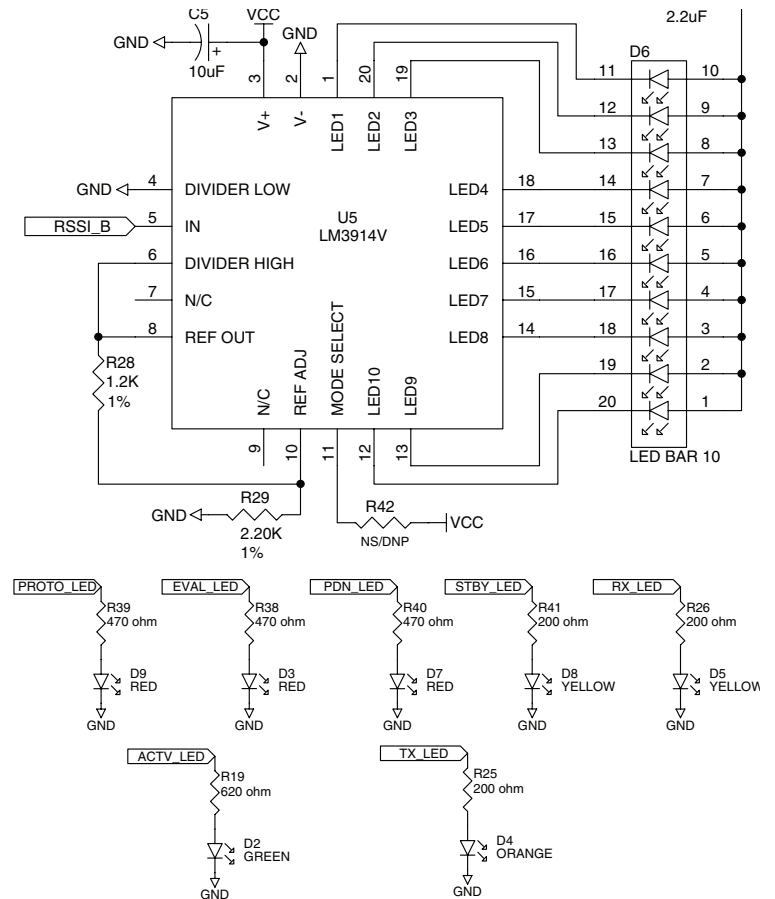 C5 VCC 2.2uF
GND GND D6
+
10uF
3 2 1 20 19 11 10
V+ V- LED1 LED2 LED3 12 9
13 8
GND 4 DIVIDER LOW LED4 18 14 7
U5
RSSI_B 5 IN LM3914V LED5 17 15 6
6 DIVIDER HIGH LED6 16 16 5
7 N/C LED7 15 17 4
8 REF OUT LED8 14 18 3
R28
1.2K
1%
N/C REF ADJ MODE SELECT LED10 LED9 19 2
20 1
9 10 11 12 13 LED BAR 10
R29 R42
GND VCC
2.20K NS/DNP
1%
PROTO_LED EVAL_LED PDN_LED STBY_LED RX_LED
R39 R38 R40 R41 R26
470 ohm 470 ohm 470 ohm 200 ohm 200 ohm
D9 D3 D7 D8 D5
RED RED RED YELLOW YELLOW
GND GND GND GND GND
ACTV_LED TX_LED
R19 R25
620 ohm 200 ohm
D2 D4
GREEN ORANGE
GND GND